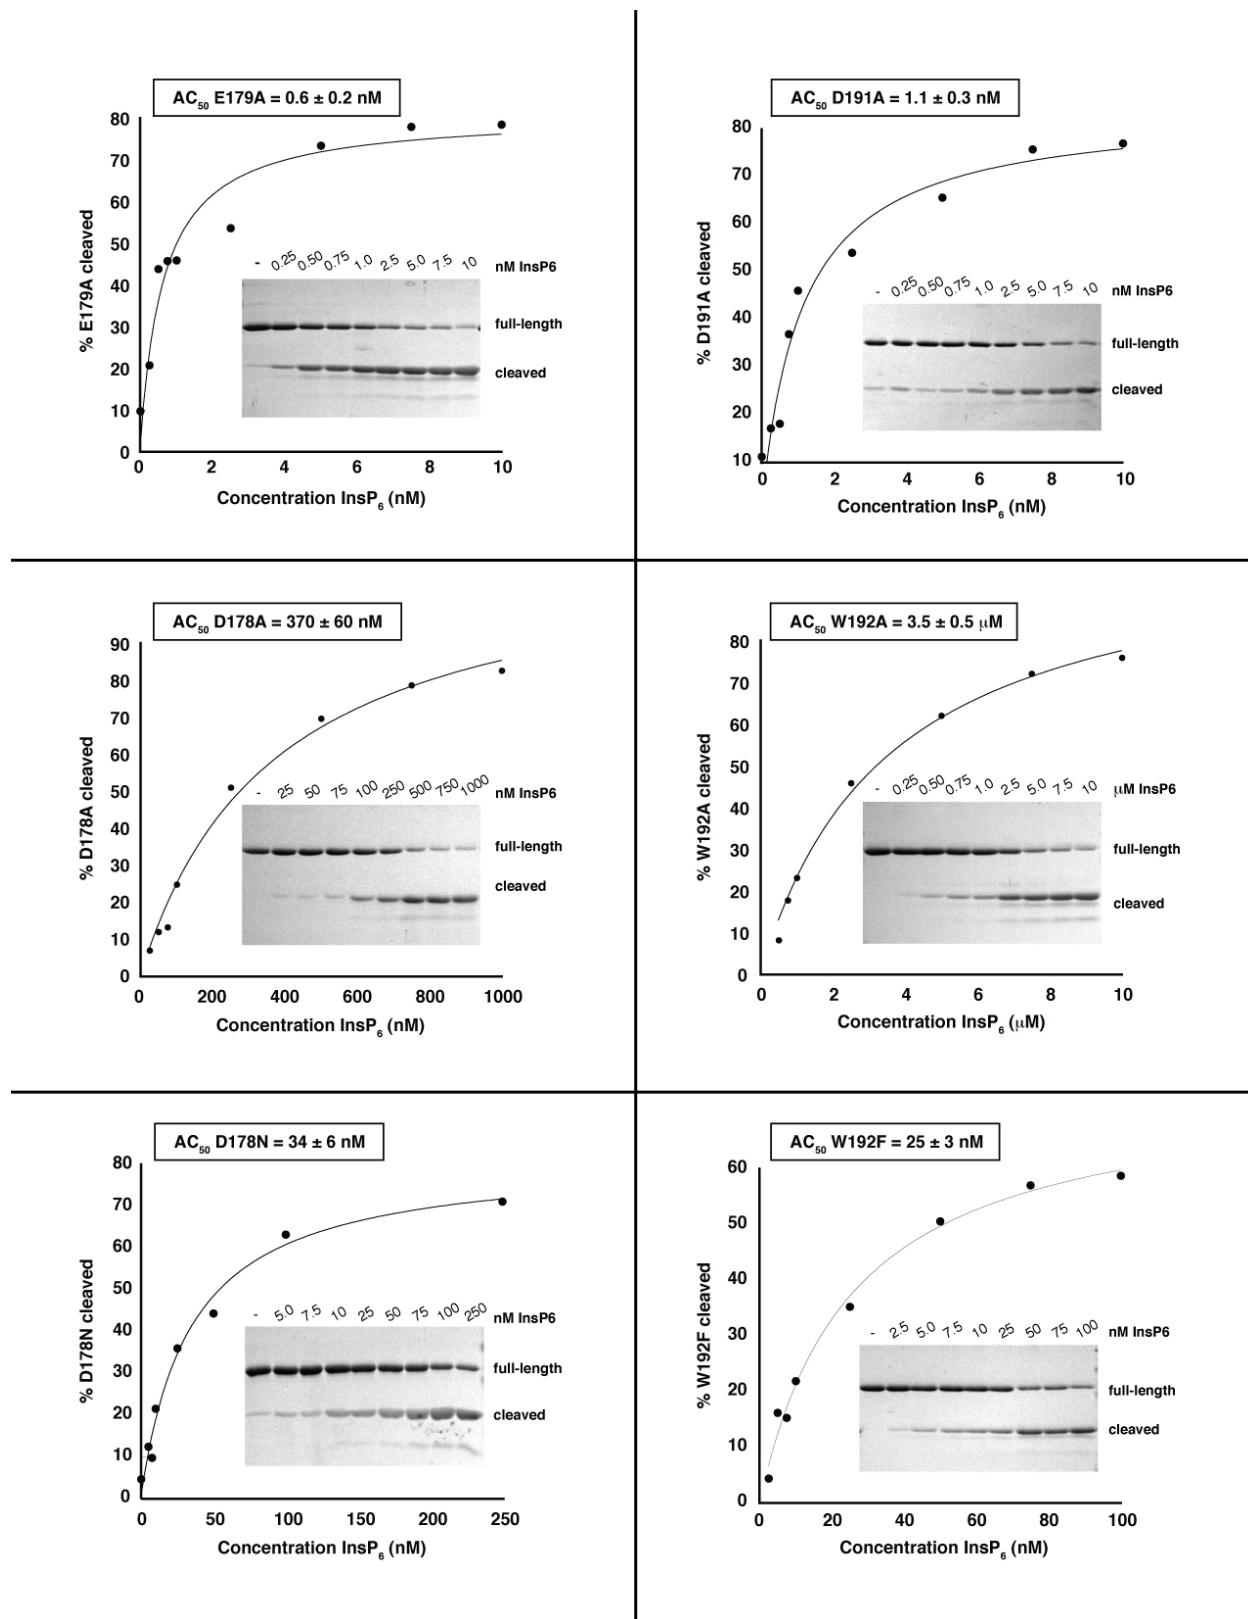 AC50 E179A = 0.6 ± 0.2 nM
% E179A cleaved
80
70
60
50
40
30
20
10
0
- 0.25 0.50 0.75 1.0 2.5 5.0 7.5 10 nM InsP6
full-length
cleaved
0 2 4 6 8 10
Concentration InsP6 (nM)
AC50 D191A = 1.1 ± 0.3 nM
% D191A cleaved
80
70
60
50
40
30
20
10
- 0.25 0.50 0.75 1.0 2.5 5.0 7.5 10 nM InsP6
full-length
cleaved
0 2 4 6 8 10
Concentration InsP6 (nM)
AC50 D178A = 370 ± 60 nM
% D178A cleaved
90
80
70
60
50
40
30
20
10
0
- 25 50 75 100 250 500 750 1000 nM InsP6
full-length
cleaved
0 200 400 600 800 1000
Concentration InsP6 (nM)
AC50 W192A = 3.5 ± 0.5 µM
% W192A cleaved
80
70
60
50
40
30
20
10
0
- 0.25 0.50 0.75 1.0 2.5 5.0 7.5 10 µM InsP6
full-length
cleaved
0 2 4 6 8 10
Concentration InsP6 (µM)
AC50 D178N = 34 ± 6 nM
% D178N cleaved
80
70
60
50
40
30
20
10
0
- 5.0 7.5 10 25 50 75 100 250 nM InsP6
full-length
cleaved
0 50 100 150 200 250
Concentration InsP6 (nM)
AC50 W192F = 25 ± 3 nM
% W192F cleaved
60
50
40
30
20
10
0
- 2.5 5.0 7.5 10 25 50 75 100 nM InsP6
full-length
cleaved
0 20 40 60 80 100
Concentration InsP6 (nM)